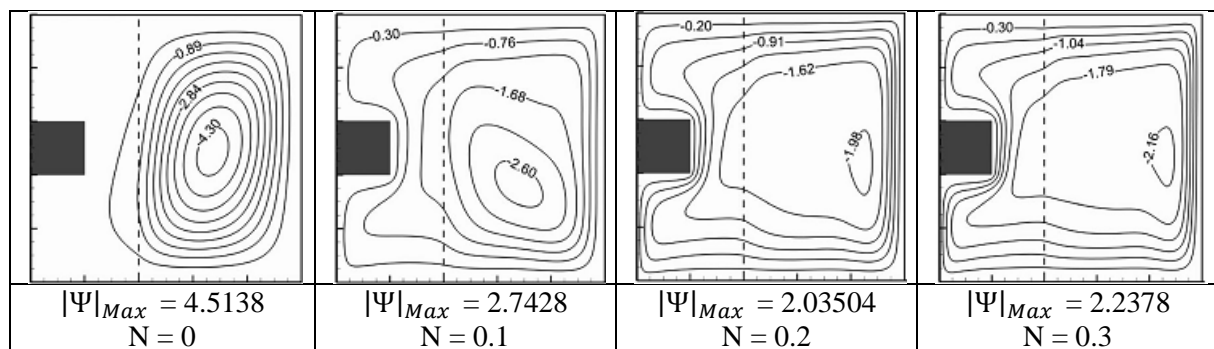 -0.89
-2.84
-4.30
-0.30
-0.76
-1.68
-2.60
-0.20
-0.91
-1.62
-1.98
-0.30
-1.04
-1.79
-2.16
|Ψ|Max = 4.5138
N = 0
|Ψ|Max = 2.7428
N = 0.1
|Ψ|Max = 2.03504
N = 0.2
|Ψ|Max = 2.2378
N = 0.3